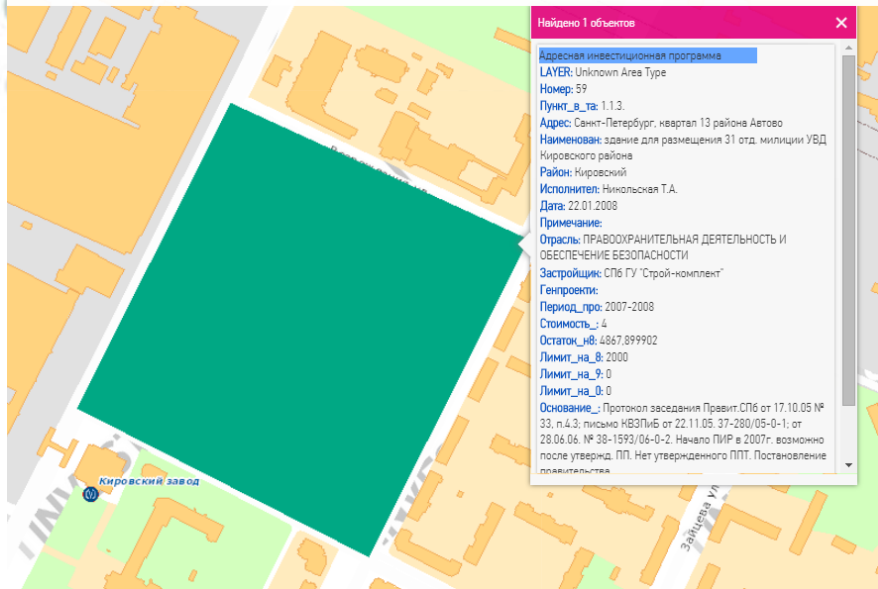 Найдено 1 объектов
Адресная инвестиционная программа
LAYER: Unknown Area Type
Номер: 59
Пункт_в_та: 1.1.3.
Адрес: Санкт-Петербург, квартал 13 района Автово
Наименован: здание для размещения 31 отд. милиции УВД
Кировского района
Район: Кировский
Исполнител: Никольская Т.А.
Дата: 22.01.2008
Примечание:
Отрасль: ПРАВООХРАНИТЕЛЬНАЯ ДЕЯТЕЛЬНОСТЬ И
ОБЕСПЕЧЕНИЕ БЕЗОПАСНОСТИ
Застройщик: СПб ГУ "Строй-комплект"
Генпроекти:
Период_про: 2007-2008
Стоимость_: 4
Остаток_н8: 4867,899902
Лимит_на_8: 2000
Лимит_на_9: 0
Лимит_на_0: 0
Основание_: Протокол заседания Правит.СПб от 17.10.05 №
33, п.4.3; письмо КВЗПиБ от 22.11.05. 37-280/05-0-1; от
28.06.06. № 38-1593/06-0-2. Начало ПИР в 2007г. возможно
после утвержд. ПП. Нет утвержденного ППТ. Постановление
правительства
Кировский завод
Зайцева ул